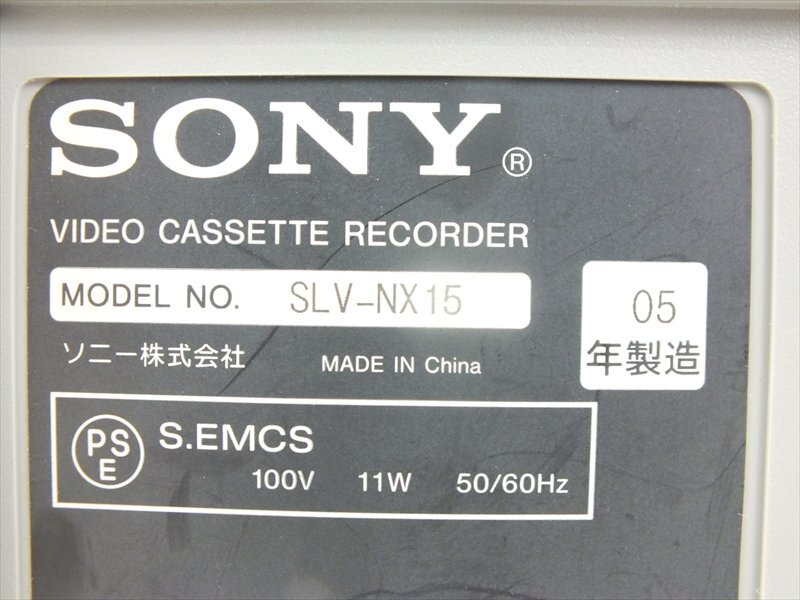 SONY®
VIDEO CASSETTE RECORDER
MODEL NO. SLV-NX15
05
年製造
ソニー株式会社
MADE IN China
PSE
S.EMCS
100V 11W 50/60Hz